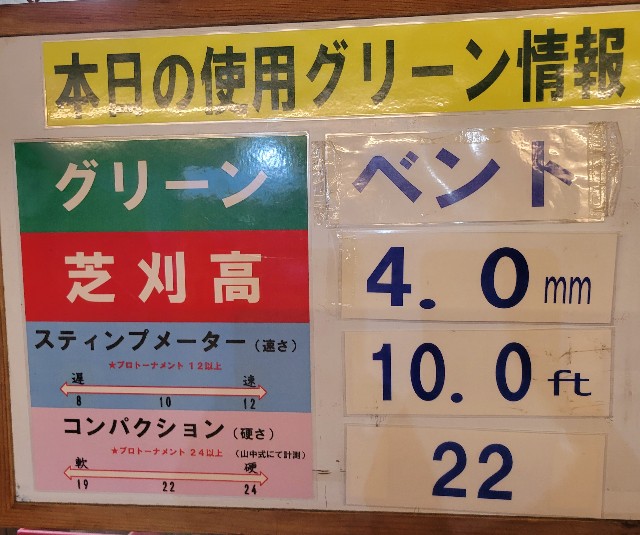 本日の使用グリーン情報
グリーン
ベント
芝刈高
4.0mm
スティンプメーター(速さ)
★プロトーナメント 12以上
遅 速
8 10 12
10.0ft
コンパクション(硬さ)
★プロトーナメント 24以上 (山中式にて計測)
軟 硬
19 22 24
22